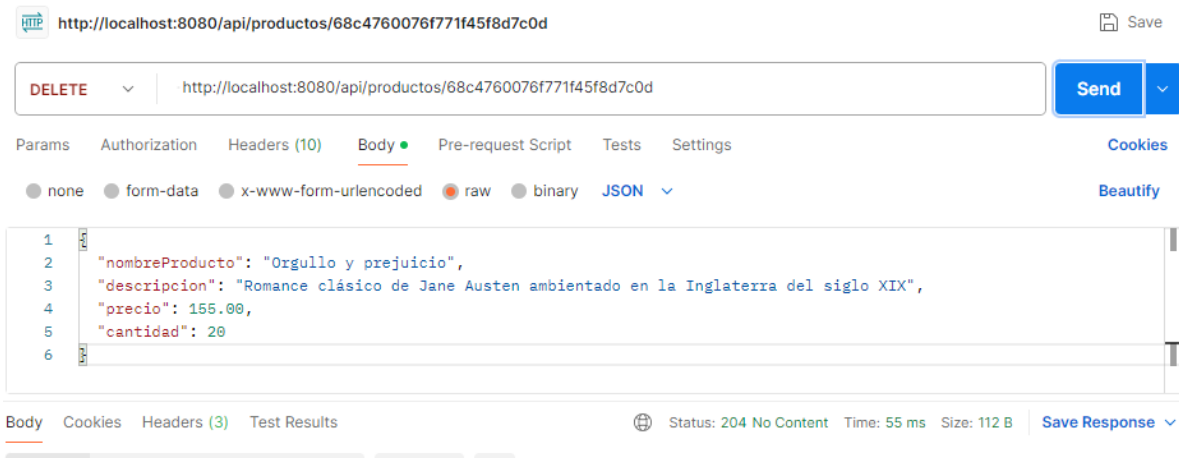 HTTP http://localhost:8080/api/productos/68c4760076f771f45f8d7c0d Save
DELETE http://localhost:8080/api/productos/68c4760076f771f45f8d7c0d Send
Params Authorization Headers (10) Body Pre-request Script Tests Settings Cookies
none form-data x-www-form-urlencoded raw binary JSON Beautify
1 {
2 "nombreProducto": "Orgullo y prejuicio",
3 "descripcion": "Romance clásico de Jane Austen ambientado en la Inglaterra del siglo XIX",
4 "precio": 155.00,
5 "cantidad": 20
6 }
Body Cookies Headers (3) Test Results Status: 204 No Content Time: 55 ms Size: 112 B Save Response